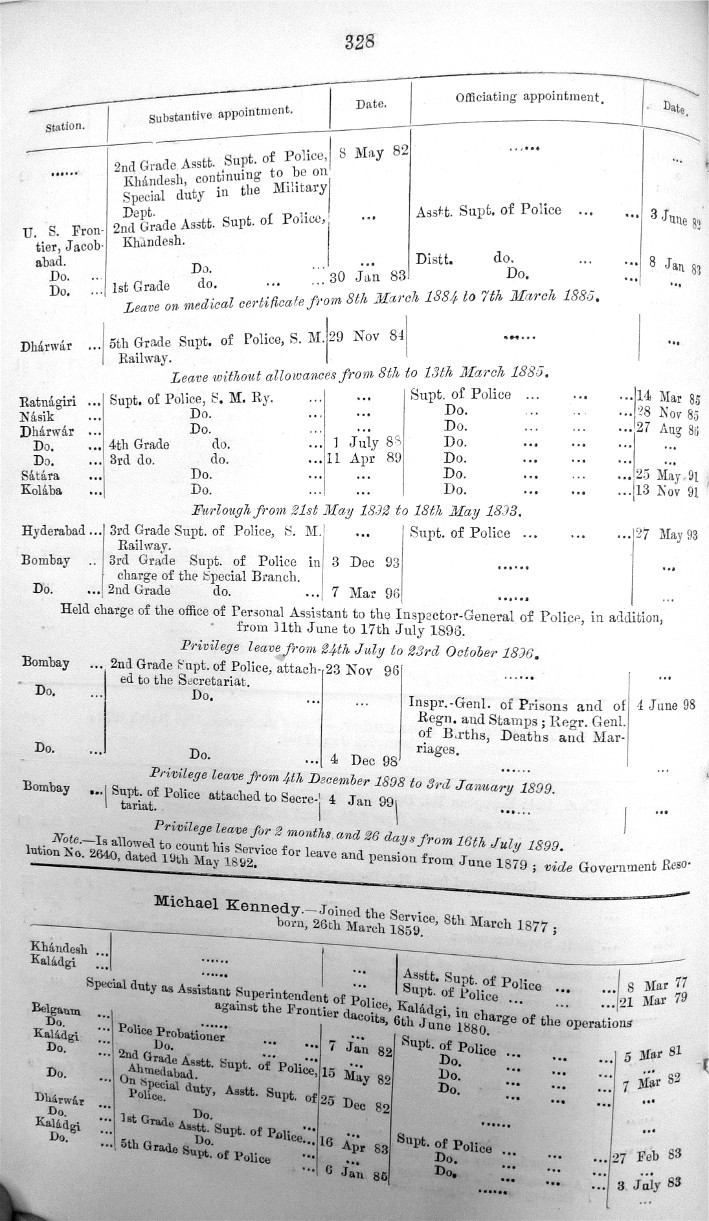 328
Station. Substantive appointment. Date. Officiating appointment. Date.
...... 2nd Grade Asstt. Supt. of Police, 8 May 82 ...... ...
Khándesh, continuing to be on
Special duty in the Military
Dept.
U. S. Fron- 2nd Grade Asstt. Supt. of Police, ... Asstt. Supt. of Police ... ... 3 June 82
tier, Jacob- Khandesh.
abad.
Do. ... Do. ... ... Distt. do. ... ... 8 Jan 83
Do. ... 1st Grade do. ... ... 30 Jan 83 Do. ... ...
Leave on medical certificate from 8th March 1884 to 7th March 1885.
Dhárwár ... 5th Grade Supt. of Police, S. M. 29 Nov 84 ...... ...
Railway.
Leave without allowances from 8th to 13th March 1885.
Ratnágiri ... Supt. of Police, S. M. Ry. ... ... Supt. of Police ... ... ... 14 Mar 85
Násik ... Do. ... ... Do. ... ... ... 28 Nov 85
Dhárwár ... Do. ... ... Do. ... ... ... 27 Aug 86
Do. ... 4th Grade do. ... 1 July 88 Do. ... ... ... ...
Do. ... 3rd do. do. ... 11 Apr 89 Do. ... ... ... ...
Sátára ... Do. ... ... Do. ... ... ... 25 May 91
Kolába ... Do. ... ... Do. ... ... ... 13 Nov 91
Furlough from 21st May 1892 to 18th May 1893.
Hyderabad ... 3rd Grade Supt. of Police, S. M. ... Supt. of Police ... ... ... 27 May 93
Railway.
Bombay .. 3rd Grade Supt. of Police in 3 Dec 93 ...... ...
charge of the Special Branch.
Do. ... 2nd Grade do. ... 7 Mar 96 ...... ...
Held charge of the office of Personal Assistant to the Inspector-General of Police, in addition,
from 11th June to 17th July 1896.
Privilege leave from 24th July to 23rd October 1896.
Bombay ... 2nd Grade Supt. of Police, attach- 23 Nov 96 ...... ...
ed to the Secretariat.
Do. ... Do. ... ... Inspr.-Genl. of Prisons and of 4 June 98
Regn. and Stamps; Regr. Genl.
of Births, Deaths and Mar-
riages.
Do. ... Do. ... 4 Dec 98 ...... ...
Privilege leave from 4th December 1898 to 3rd January 1899.
Bombay ... Supt. of Police attached to Secre- 4 Jan 99 ...... ...
tariat.
Privilege leave for 2 months and 26 days from 16th July 1899.
Note.—Is allowed to count his Service for leave and pension from June 1879; vide Government Reso-
lution No. 2640, dated 19th May 1892.
Michael Kennedy.—Joined the Service, 8th March 1877;
born, 26th March 1859.
Khándesh ... ...... ... Asstt. Supt. of Police ... ... 8 Mar 77
Kaládgi ... ...... ... Supt. of Police ... ... ... 21 Mar 79
Special duty as Assistant Superintendent of Police, Kaládgi, in charge of the operations
against the Frontier dacoits, 6th June 1880.
Belgaum ... ...... ... Supt. of Police ... ... ... 5 Mar 81
Do. ... Police Probationer ... 7 Jan 82 Do. ... ... ... ...
Kaládgi ... Do. ... ... ... Do. ... ... ... 7 Mar 82
Do. ... 2nd Grade Asstt. Supt. of Police, 15 May 82 Do. ... ... ... ...
Ahmedabad.
Do. ... On Special duty, Asstt. Supt. of 25 Dec 82 ...... ...
Police.
Dhárwár ... Do. ... ... Supt. of Police ... ... ... 27 Feb 83
Do. ... 1st Grade Asstt. Supt. of Police... 16 Apr 83 Do. ... ... ... ...
Kaládgi ... Do. ... ... Do. ... ... ... 3 July 83
Do. ... 5th Grade Supt. of Police ... 6 Jan 85 ...... ...